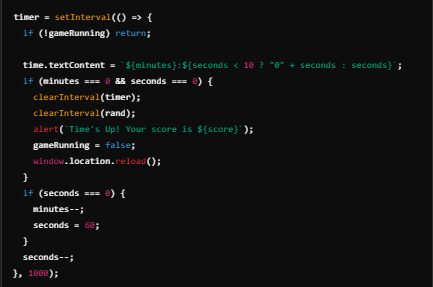 timer = setInterval(() => {
if (!gameRunning) return;
time.textContent = `${minutes}:${seconds < 10 ? "0" + seconds : seconds}`;
if (minutes === 0 && seconds === 0) {
clearInterval(timer);
clearInterval(rand);
alert(`Time's Up! Your score is ${score}`);
gameRunning = false;
window.location.reload();
}
if (seconds === 0) {
minutes--;
seconds = 60;
}
seconds--;
}, 1000);